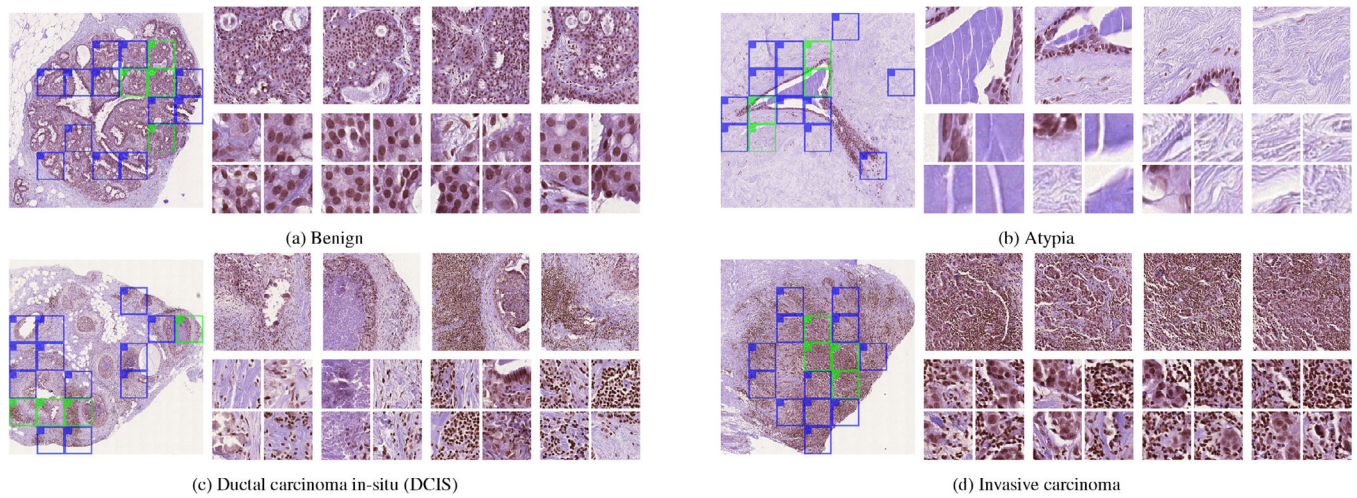 (a) Benign
(b) Atypia
(c) Ductal carcinoma in-situ (DCIS)
(d) Invasive carcinoma